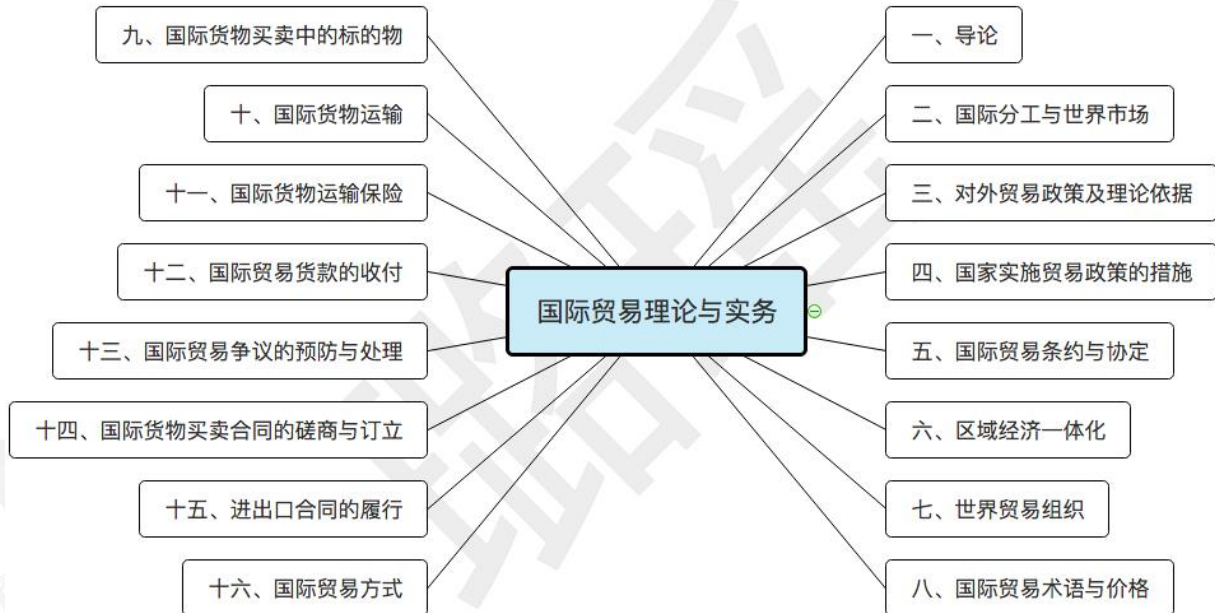 国际贸易理论与实务
一、导论
二、国际分工与世界市场
三、对外贸易政策及理论依据
四、国家实施贸易政策的措施
五、国际贸易条约与协定
六、区域经济一体化
七、世界贸易组织
八、国际贸易术语与价格
九、国际货物买卖中的标的物
十、国际货物运输
十一、国际货物运输保险
十二、国际贸易货款的收付
十三、国际贸易争议的预防与处理
十四、国际货物买卖合同的磋商与订立
十五、进出口合同的履行
十六、国际贸易方式